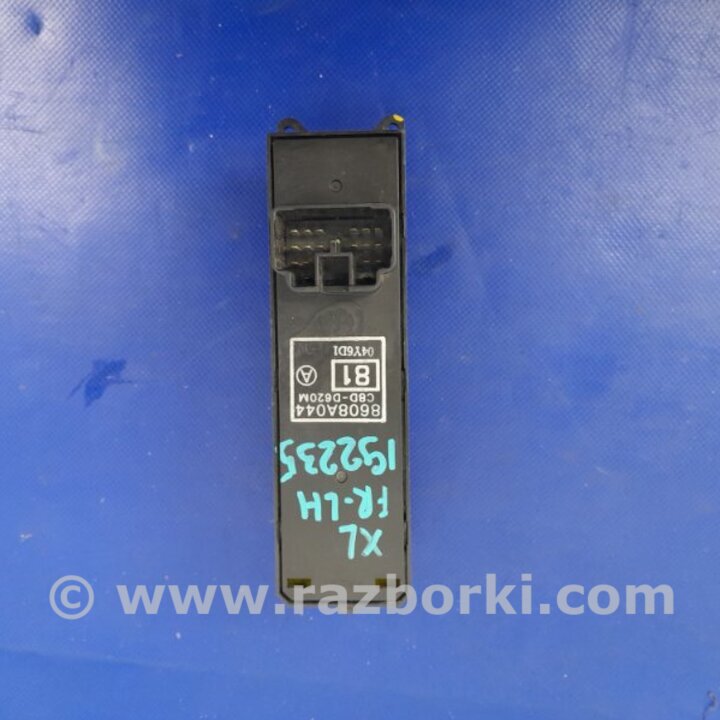 XL
FR-LH
192235
8608A044
CBD-D620M
81 A
04Y6D1
© www.razborki.com